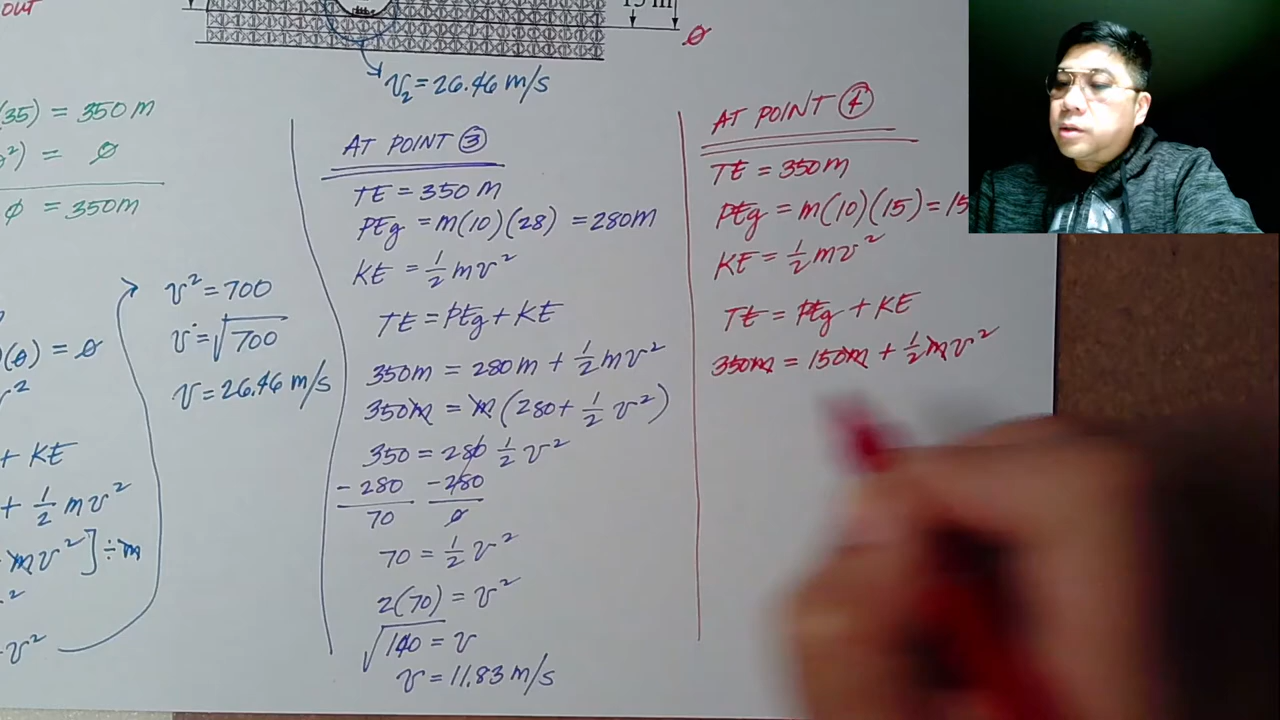 OUT
15 m
Ø
v₂ = 26.46 m/s
(35) = 350 m
²) = Ø
Ø = 350m
v² = 700
v = √700
v = 26.46 m/s
(0) = Ø
+ KE
+ 1/2 mv²
mv²] ÷ m
v²
AT POINT ③
TE = 350 m
PEg = m(10)(28) = 280m
KE = 1/2 mv²
TE = PEg + KE
350m = 280m + 1/2 mv²
350m = m(280 + 1/2 v²)
350 = 280 1/2 v²
-280 -280
70 Ø
70 = 1/2 v²
2(70) = v²
√140 = v
v = 11.83 m/s
AT POINT ④
TE = 350m
PEg = m(10)(15) = 15
KE = 1/2 mv²
TE = PEg + KE
350m = 150m + 1/2 mv²